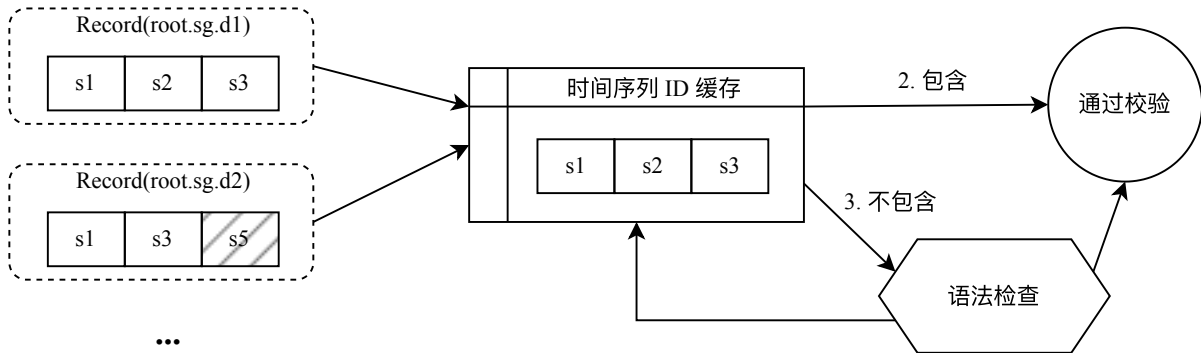 Record(root.sg.d1)
s1 s2 s3
Record(root.sg.d2)
s1 s3 s5
...
时间序列 ID 缓存
s1 s2 s3
2. 包含
3. 不包含
通过校验
语法检查